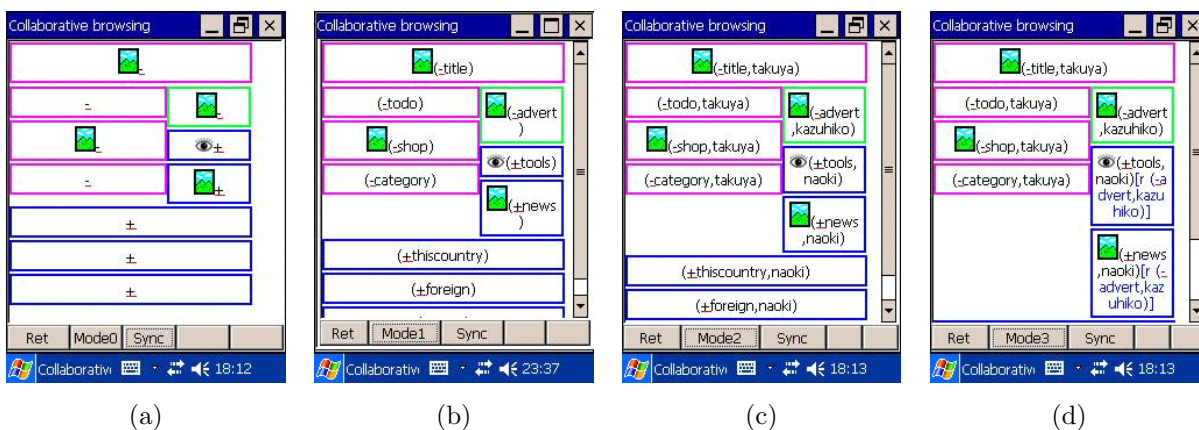 Collaborative browsing
-
-
-
-
+
-
+
+
+
+
Ret Mode0 Sync
Collaborativ 18:12
(a)
Collaborative browsing
(-title)
(-todo)
(-advert
)
(-shop)
(+tools)
(-category)
(+news
)
(+thiscountry)
(+foreign)
Ret Mode1 Sync
Collaborativ 23:37
(b)
Collaborative browsing
(-title,takuya)
(-todo,takuya)
(-advert
,kazuhiko)
(-shop,takuya)
(+tools,
naoki)
(-category,takuya)
(+news
,naoki)
(+thiscountry,naoki)
(+foreign,naoki)
Ret Mode2 Sync
Collaborativ 18:13
(c)
Collaborative browsing
(-title,takuya)
(-todo,takuya)
(-advert
,kazuhiko)
(-shop,takuya)
(+tools,
naoki)[r (-a
dvert,kazu
hiko)]
(-category,takuya)
(+news
,naoki)[r (-
advert,kaz
uhiko)]
Ret Mode3 Sync
Collaborativ 18:13
(d)